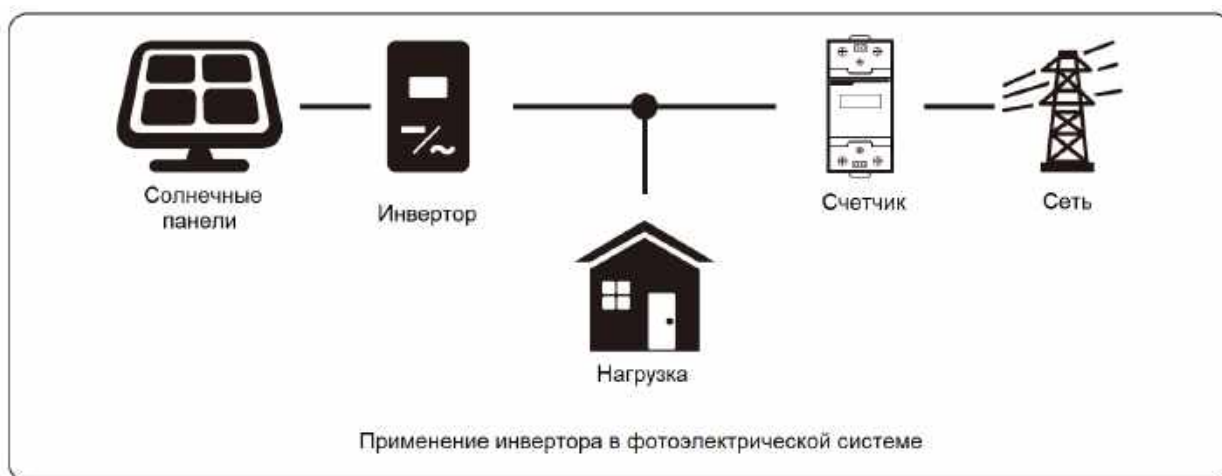 Солнечные
панели
Инвертор
Счетчик
Сеть
Нагрузка
Применение инвертора в фотоэлектрической системе